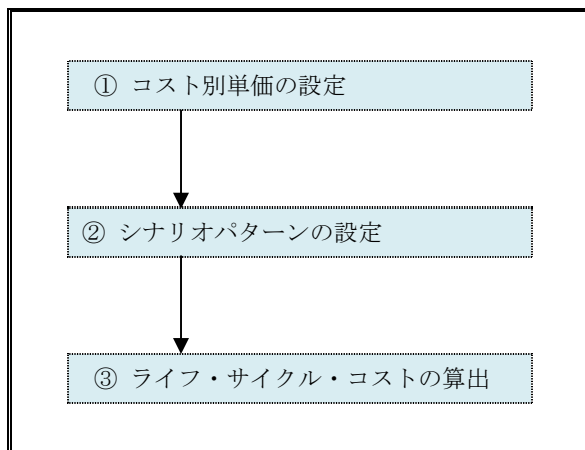 ① コスト別単価の設定
② シナリオパターンの設定
③ ライフ・サイクル・コストの算出